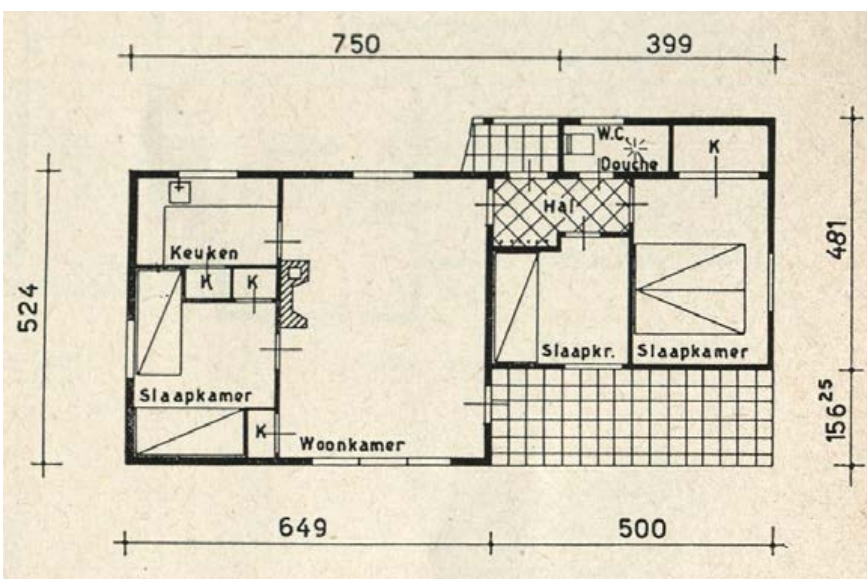 750
399
W.C.
Douche
K
Hal
Keuken
K
K
524
481
Slaapkr.
Slaapkamer
Slaapkamer
K
Woonkamer
156²⁵
649
500